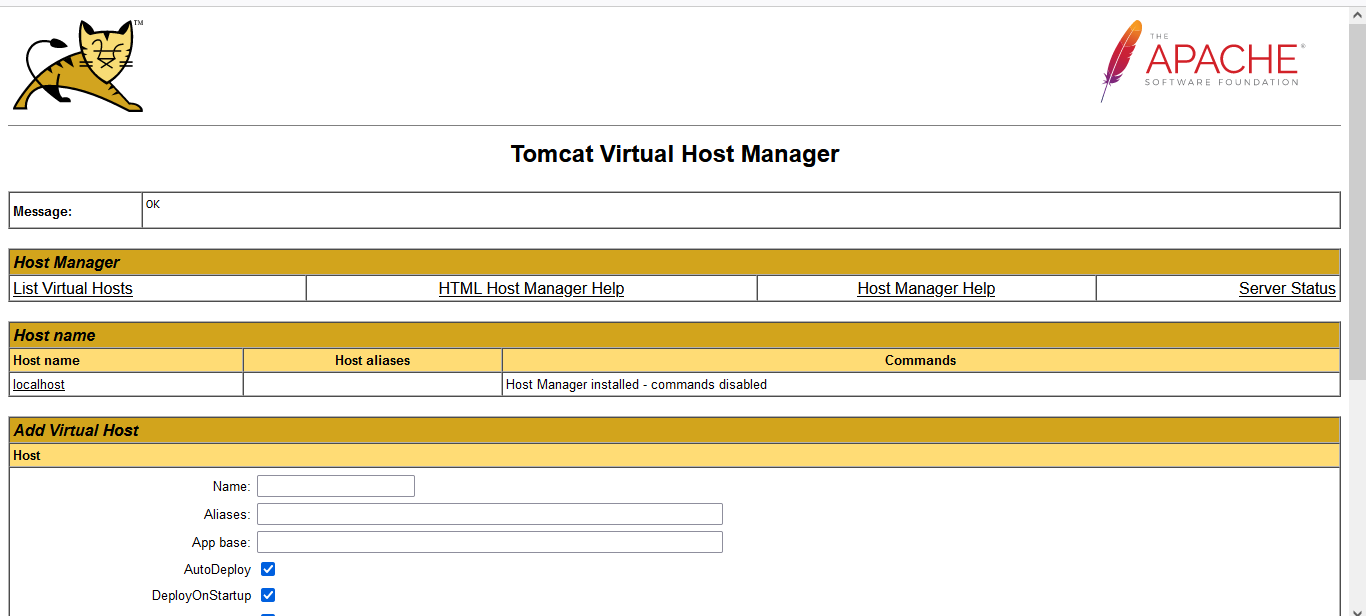 TM
THE
APACHE®
SOFTWARE FOUNDATION
Tomcat Virtual Host Manager
Message: OK
Host Manager
List Virtual Hosts HTML Host Manager Help Host Manager Help Server Status
Host name
Host name Host aliases Commands
localhost Host Manager installed - commands disabled
Add Virtual Host
Host
Name:
Aliases:
App base:
AutoDeploy
DeployOnStartup